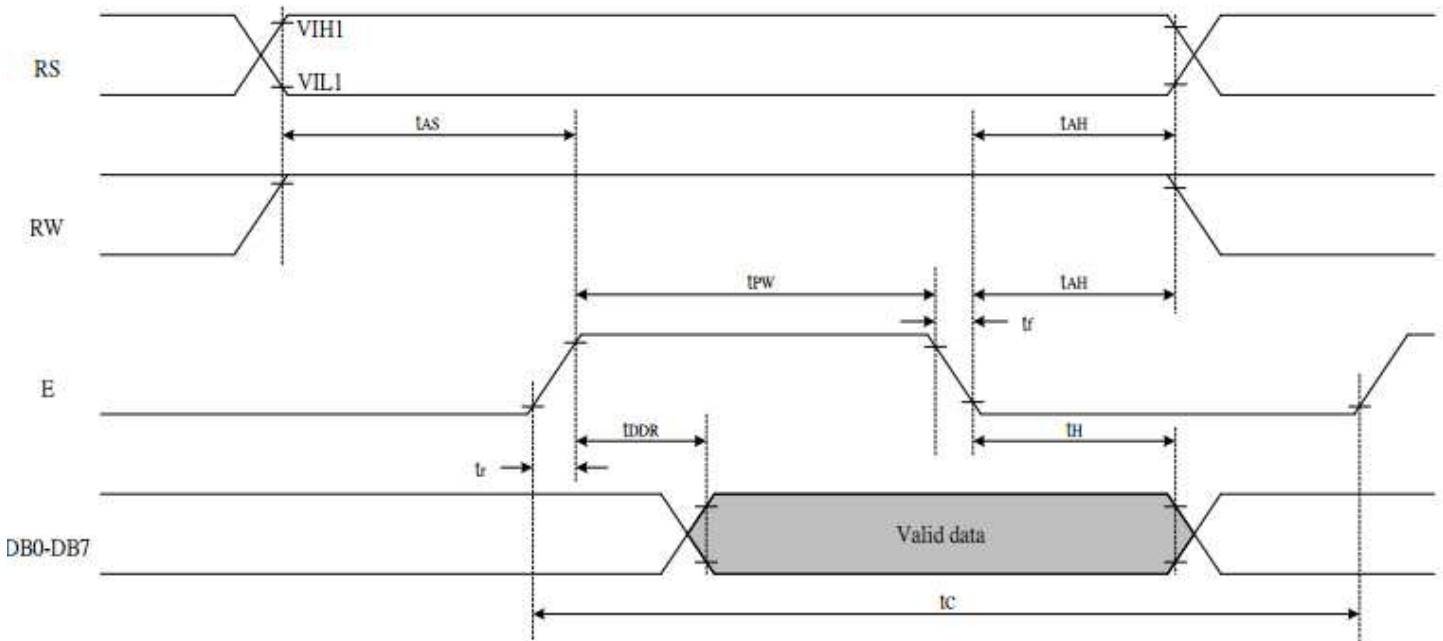 VIH1
RS
VIL1
tAS
tAH
RW
tPW
tAH
tf
E
tDDR
tH
tr
Valid data
DB0-DB7
tC